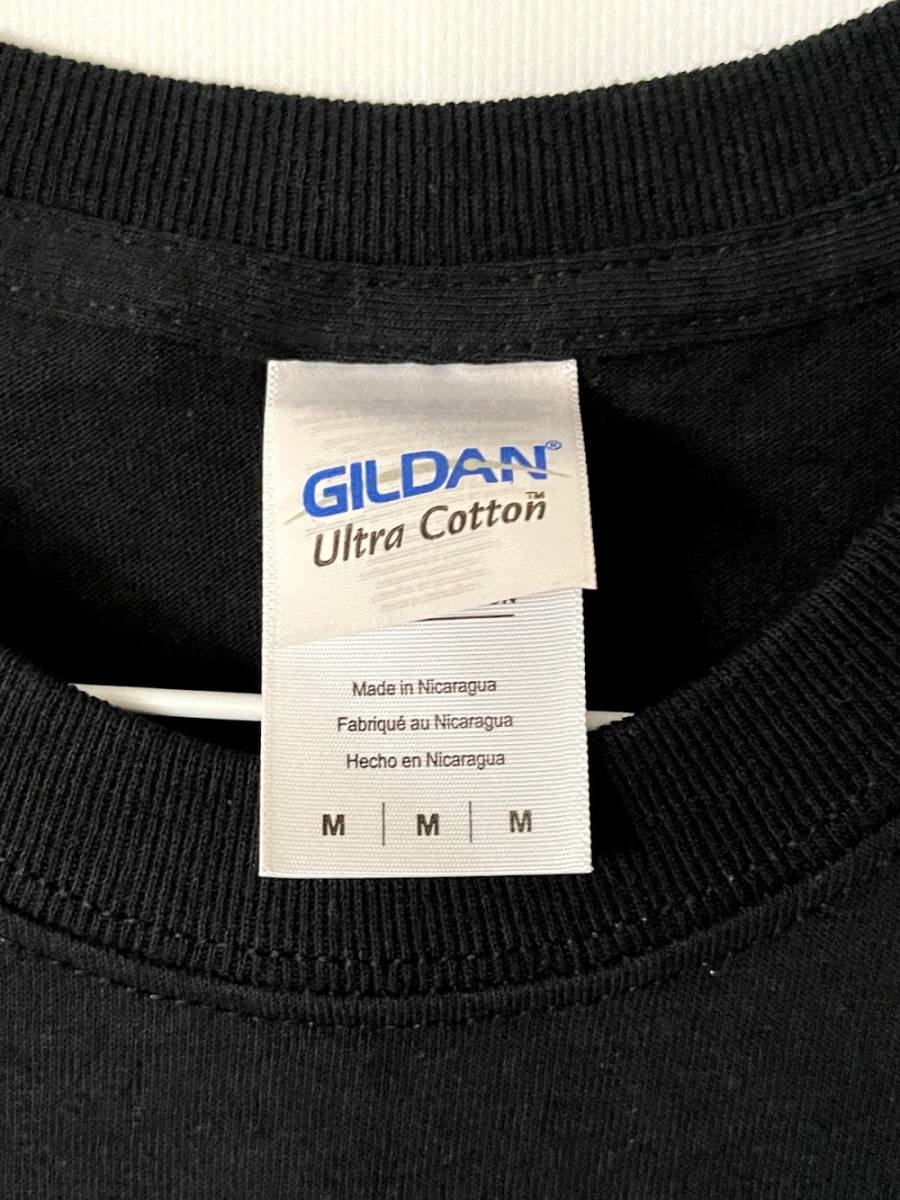 GILDAN®
Ultra Cotton™
Made in Nicaragua
Fabriqué au Nicaragua
Hecho en Nicaragua
M | M | M